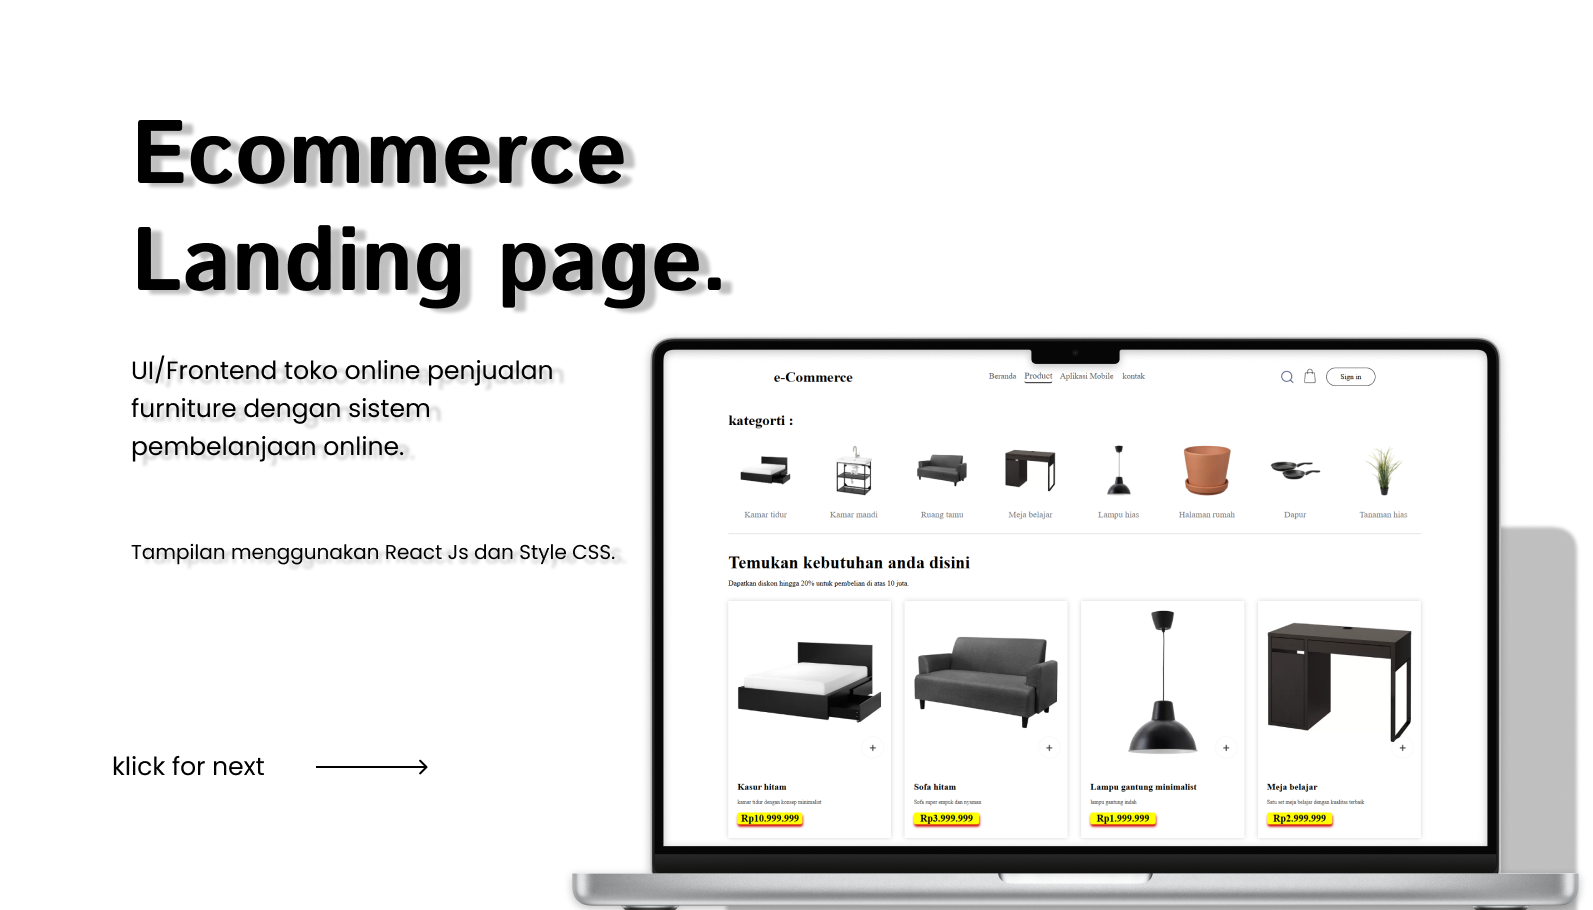 Ecommerce
Landing page.
UI/Frontend toko online penjualan
furniture dengan sistem
pembelanjaan online.
Tampilan menggunakan React Js dan Style CSS.
klick for next
e-Commerce
Beranda Product Aplikasi Mobile kontak
Sign in
kategorti :
Kamar tidur Kamar mandi Ruang tamu Meja belajar Lampu hias Halaman rumah Dapur Tanaman hias
Temukan kebutuhan anda disini
Dapatkan diskon hingga 20% untuk pembelian di atas 10 juta.
+ + + +
Kasur hitam Sofa hitam Lampu gantung minimalist Meja belajar
kamar tidur dengan konsep minimalist Sofa super empuk dan nyaman lampu gantung indah Satu set meja belajar dengan kualitas terbaik
Rp10.999.999 Rp3.999.999 Rp1.999.999 Rp2.999.999